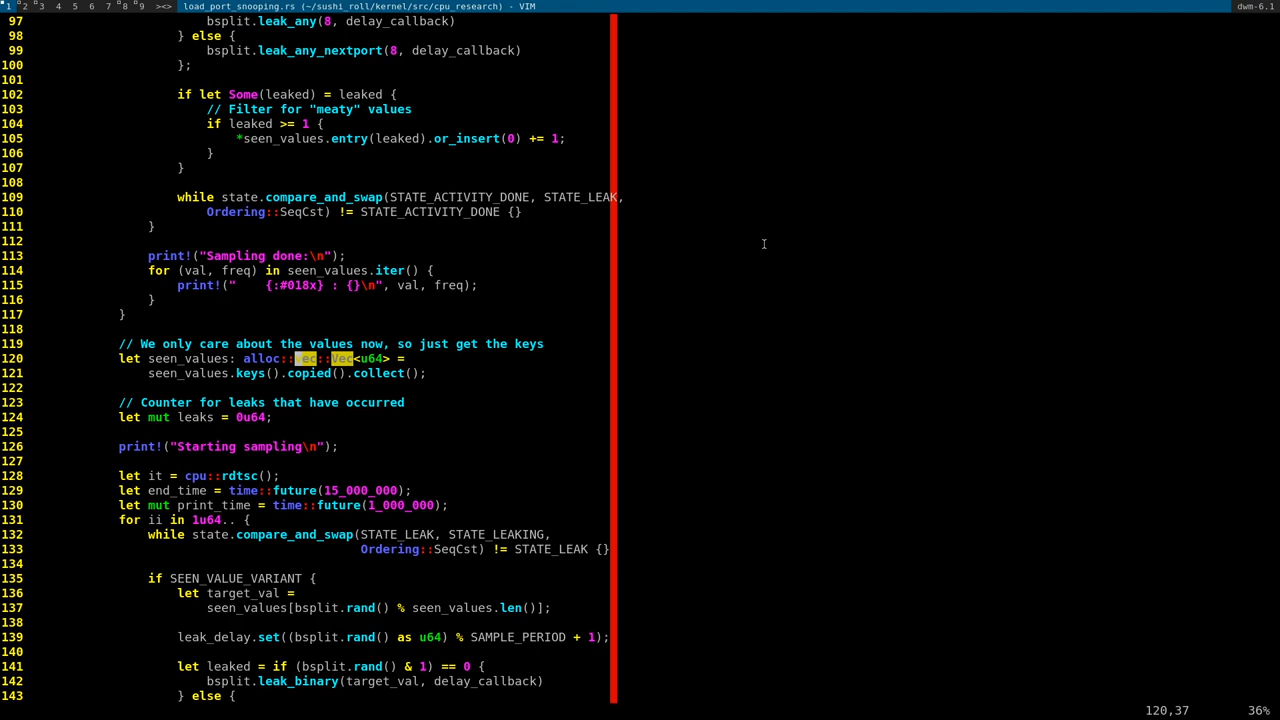 1 2 3 4 5 6 7 8 9 ><> load_port_snooping.rs (~/sushi_roll/kernel/src/cpu_research) - VIM dwm-6.1
97 bsplit.leak_any(8, delay_callback)
98 } else {
99 bsplit.leak_any_nextport(8, delay_callback)
100 };
101
102 if let Some(leaked) = leaked {
103 // Filter for "meaty" values
104 if leaked >= 1 {
105 *seen_values.entry(leaked).or_insert(0) += 1;
106 }
107 }
108
109 while state.compare_and_swap(STATE_ACTIVITY_DONE, STATE_LEAK,
110 Ordering::SeqCst) != STATE_ACTIVITY_DONE {}
111 }
112
113 print!("Sampling done:\n");
114 for (val, freq) in seen_values.iter() {
115 print!("    {:#018x} : {}\n", val, freq);
116 }
117 }
118
119 // We only care about the values now, so just get the keys
120 let seen_values: alloc::vec::Vec<u64> =
121 seen_values.keys().copied().collect();
122
123 // Counter for leaks that have occurred
124 let mut leaks = 0u64;
125
126 print!("Starting sampling\n");
127
128 let it = cpu::rdtsc();
129 let end_time = time::future(15_000_000);
130 let mut print_time = time::future(1_000_000);
131 for ii in 1u64.. {
132 while state.compare_and_swap(STATE_LEAK, STATE_LEAKING,
133 Ordering::SeqCst) != STATE_LEAK {}
134
135 if SEEN_VALUE_VARIANT {
136 let target_val =
137 seen_values[bsplit.rand() % seen_values.len()];
138
139 leak_delay.set((bsplit.rand() as u64) % SAMPLE_PERIOD + 1);
140
141 let leaked = if (bsplit.rand() & 1) == 0 {
142 bsplit.leak_binary(target_val, delay_callback)
143 } else {
120,37 36%